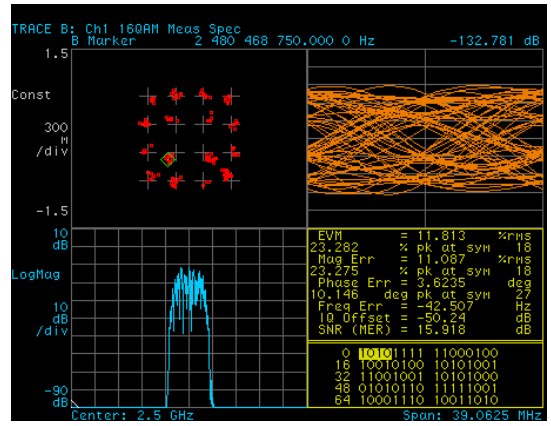 TRACE B: Ch1 16QAM Meas Spec
B Marker 2 480 468 750.000 0 Hz -132.781 dB
1.5
Const
300
M
/div
-1.5
10
dB
LogMag
10
dB
/div
-90
dB
Center: 2.5 GHz Span: 39.0625 MHz
EVM = 11.813 %rms
23.282 % pk at sym 18
Mag Err = 11.087 %rms
23.275 % pk at sym 18
Phase Err = 3.6235 deg
10.146 deg pk at sym 27
Freq Err = -42.507 Hz
IQ Offset = -50.24 dB
SNR (MER) = 15.918 dB
0 10101111 11000100
16 10010100 10101001
32 11001001 10101000
48 01010110 11111001
64 10001110 10011010